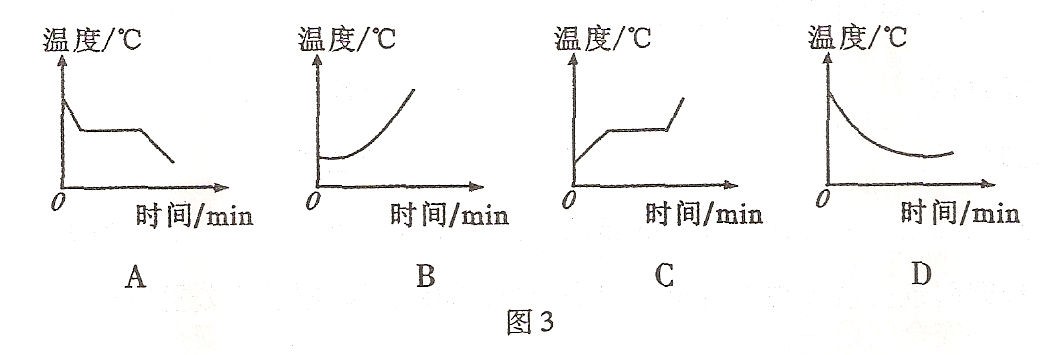 温度/℃ 温度/℃ 温度/℃ 温度/℃
0 0 0 0
时间/min 时间/min 时间/min 时间/min
A B C D
图3